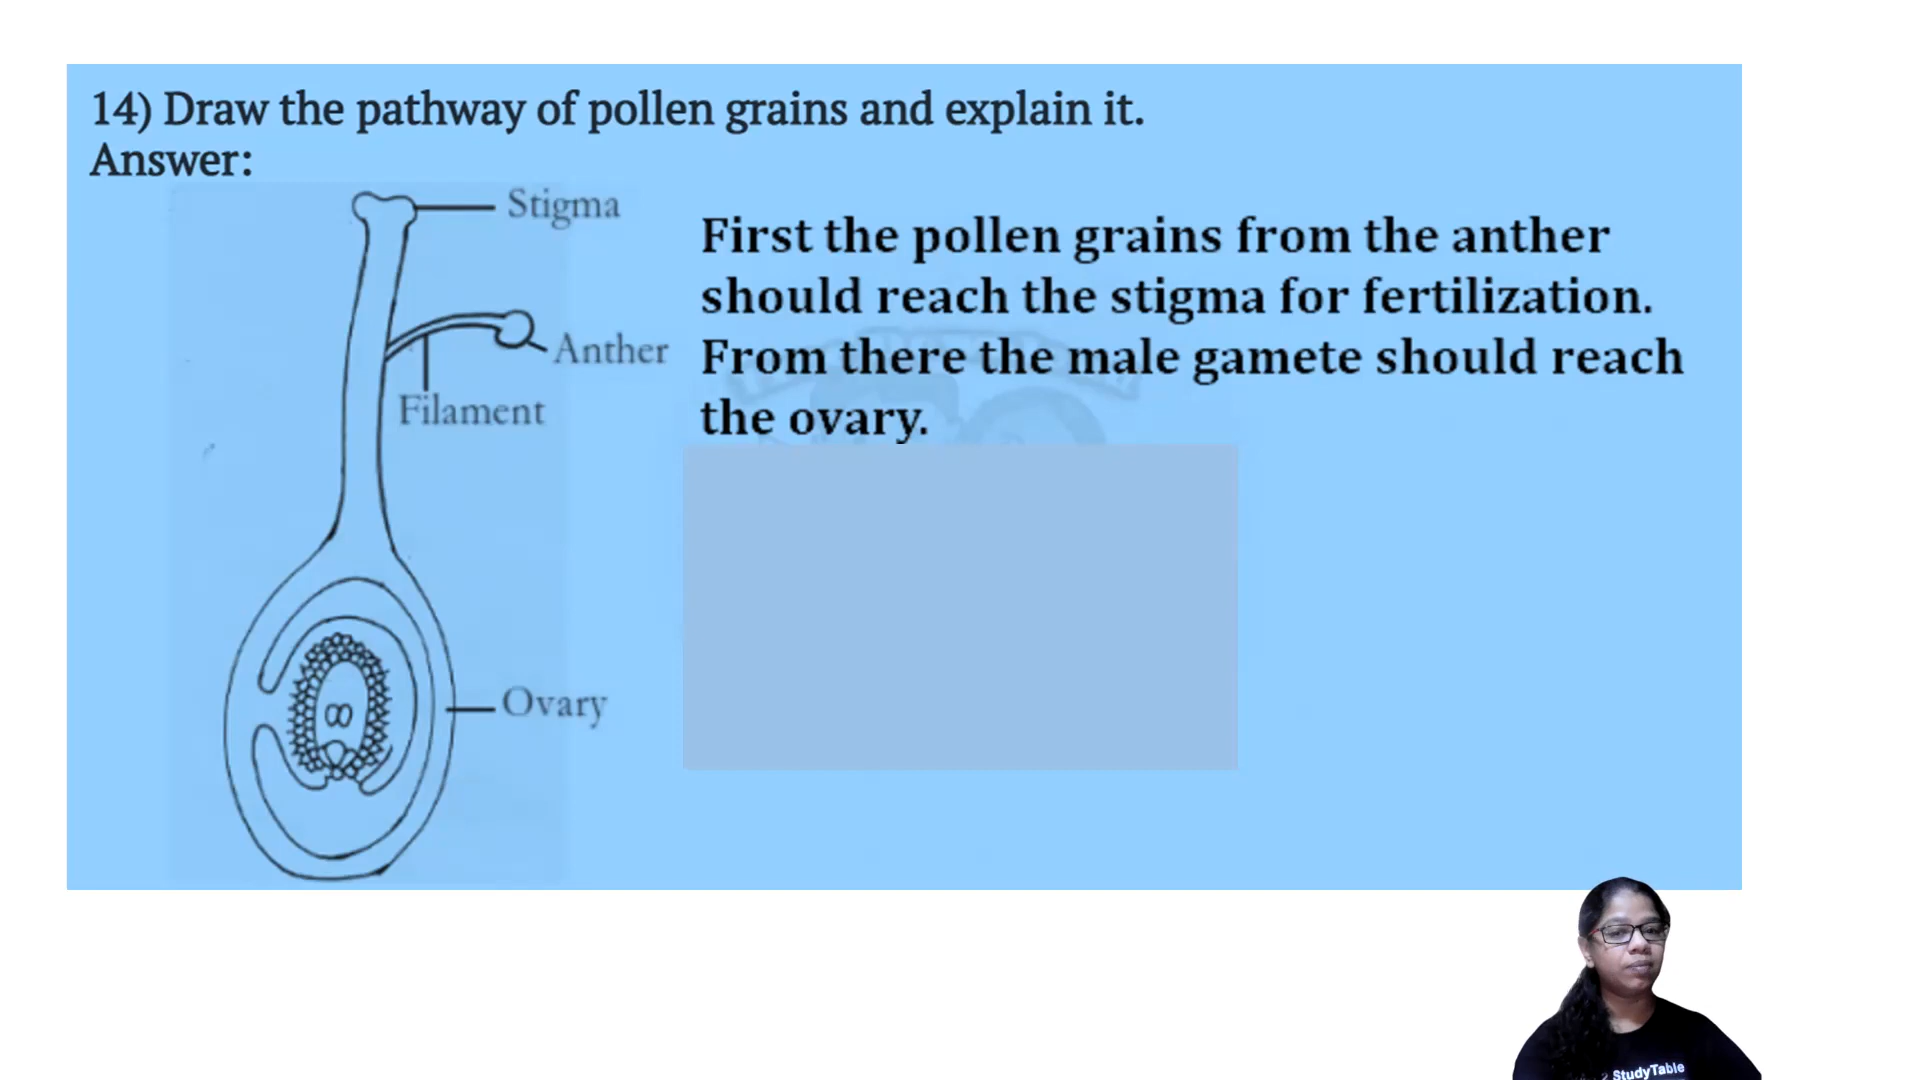 14) Draw the pathway of pollen grains and explain it.
Answer:
Stigma
Anther
Filament
Ovary
First the pollen grains from the anther
should reach the stigma for fertilization.
From there the male gamete should reach
the ovary.
StudyTable